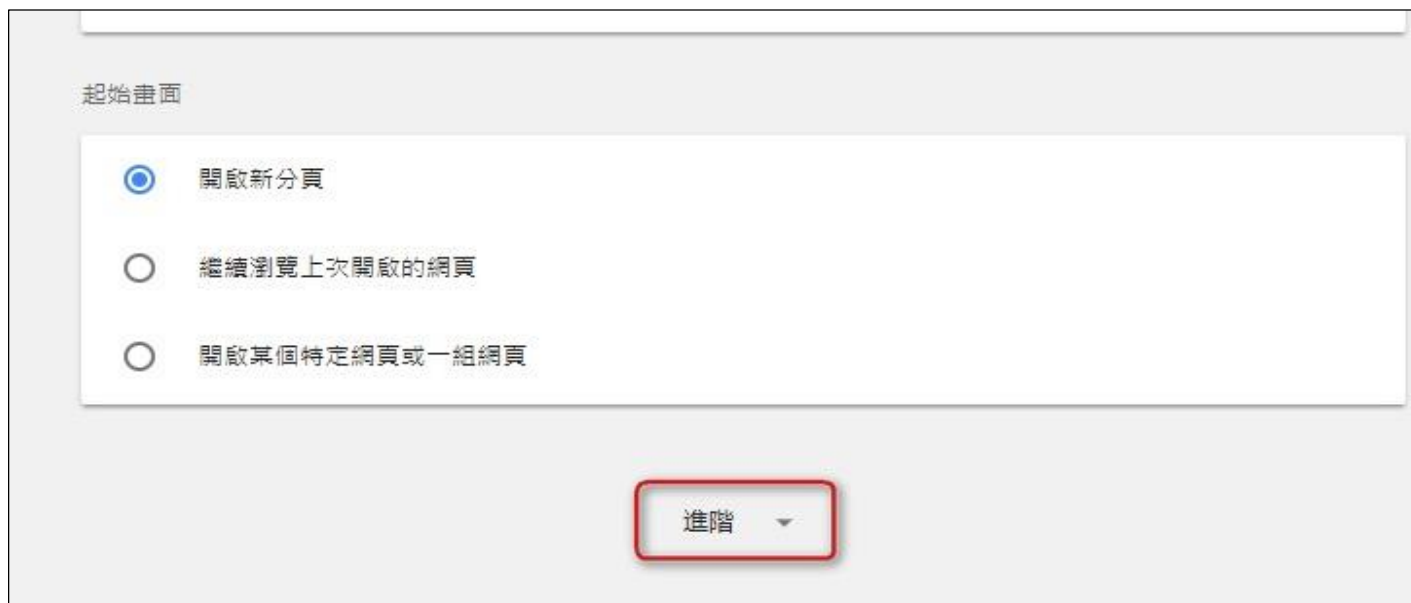 起始畫面
開啟新分頁
繼續瀏覽上次開啟的網頁
開啟某個特定網頁或一組網頁
進階